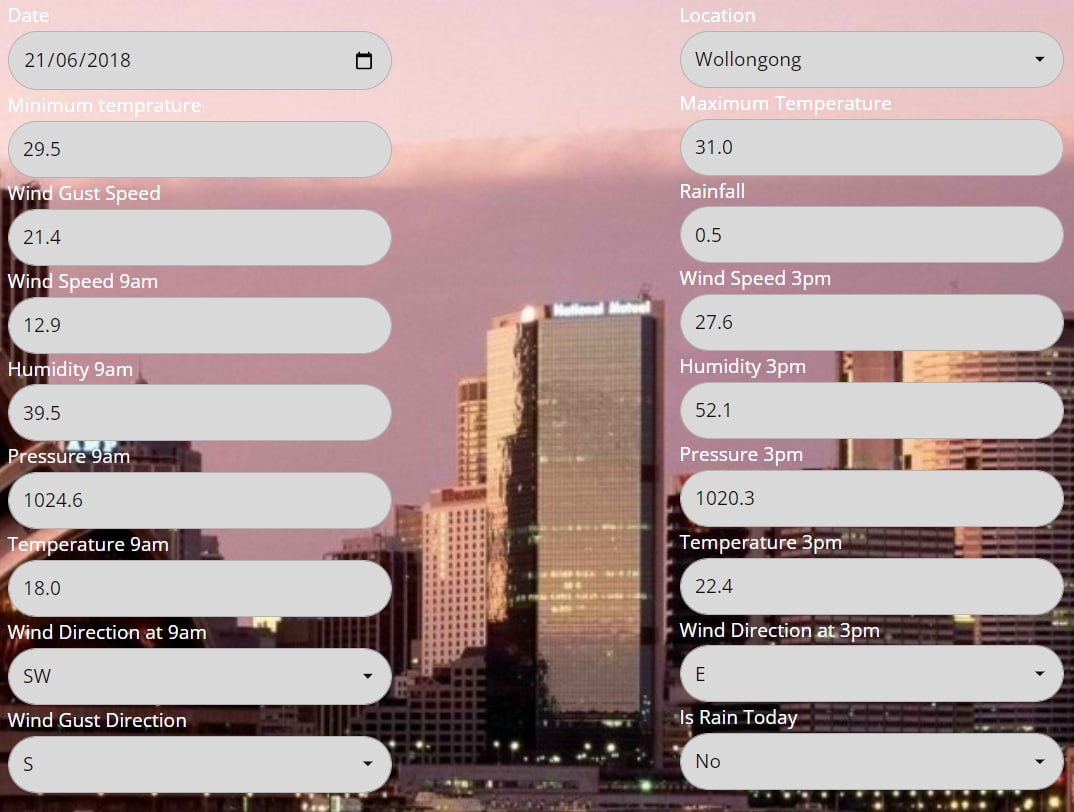 Date
21/06/2018
Location
Wollongong
Minimum temprature
29.5
Maximum Temperature
31.0
Wind Gust Speed
21.4
Rainfall
0.5
Wind Speed 9am
12.9
Wind Speed 3pm
27.6
National Mutual
Humidity 9am
39.5
Humidity 3pm
52.1
AMP
Pressure 9am
1024.6
Pressure 3pm
1020.3
Temperature 9am
18.0
Temperature 3pm
22.4
Wind Direction at 9am
SW
Wind Direction at 3pm
E
Wind Gust Direction
S
Is Rain Today
No